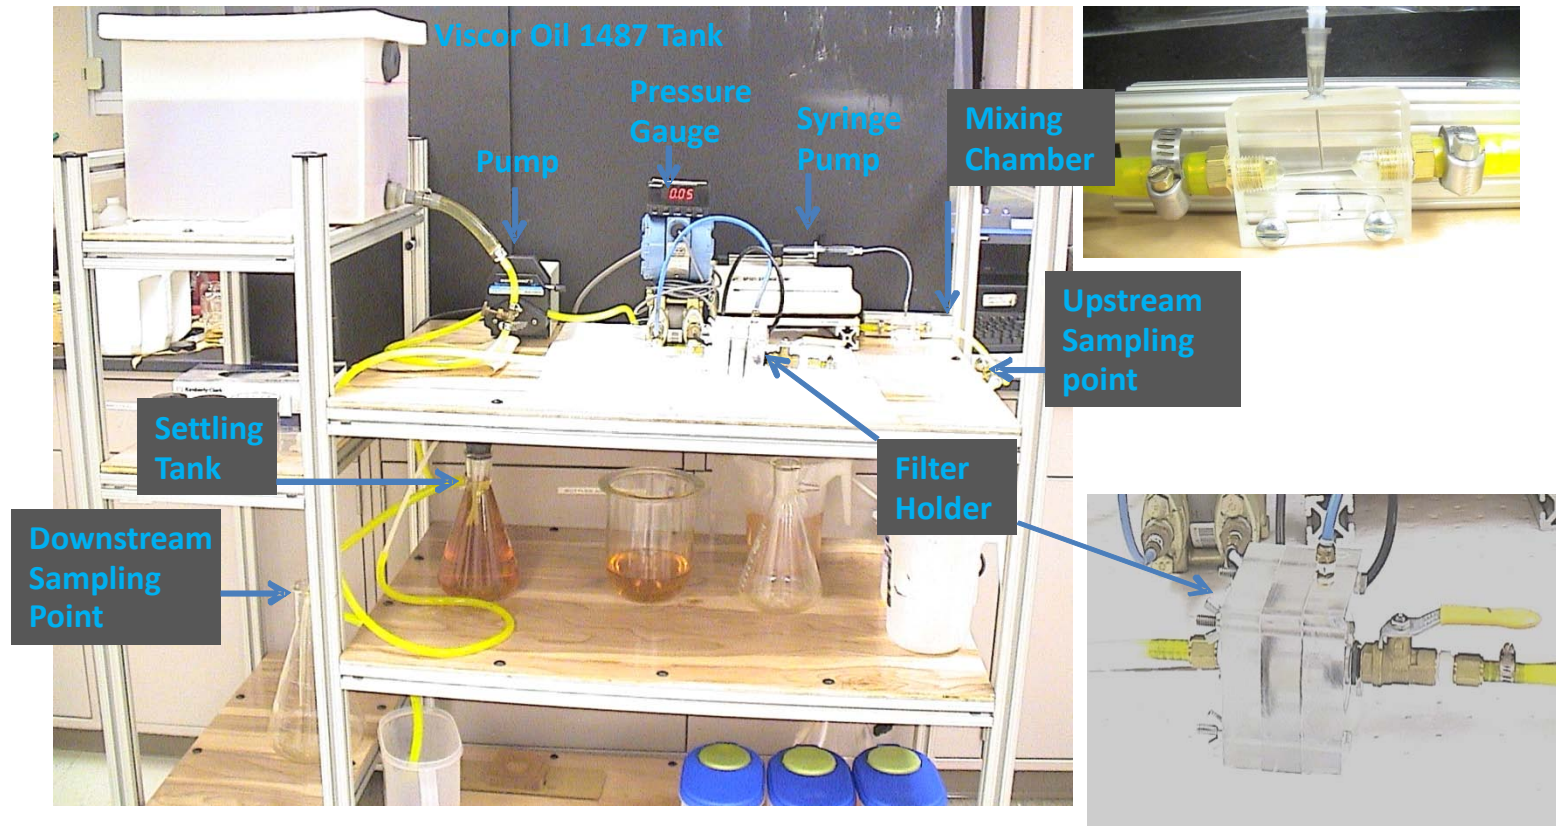 Viscor Oil 1487 Tank
Pressure
Gauge
Syringe
Pump
Mixing
Chamber
Pump
0.05
Upstream
Sampling
point
Settling
Tank
Filter
Holder
Downstream
Sampling
Point